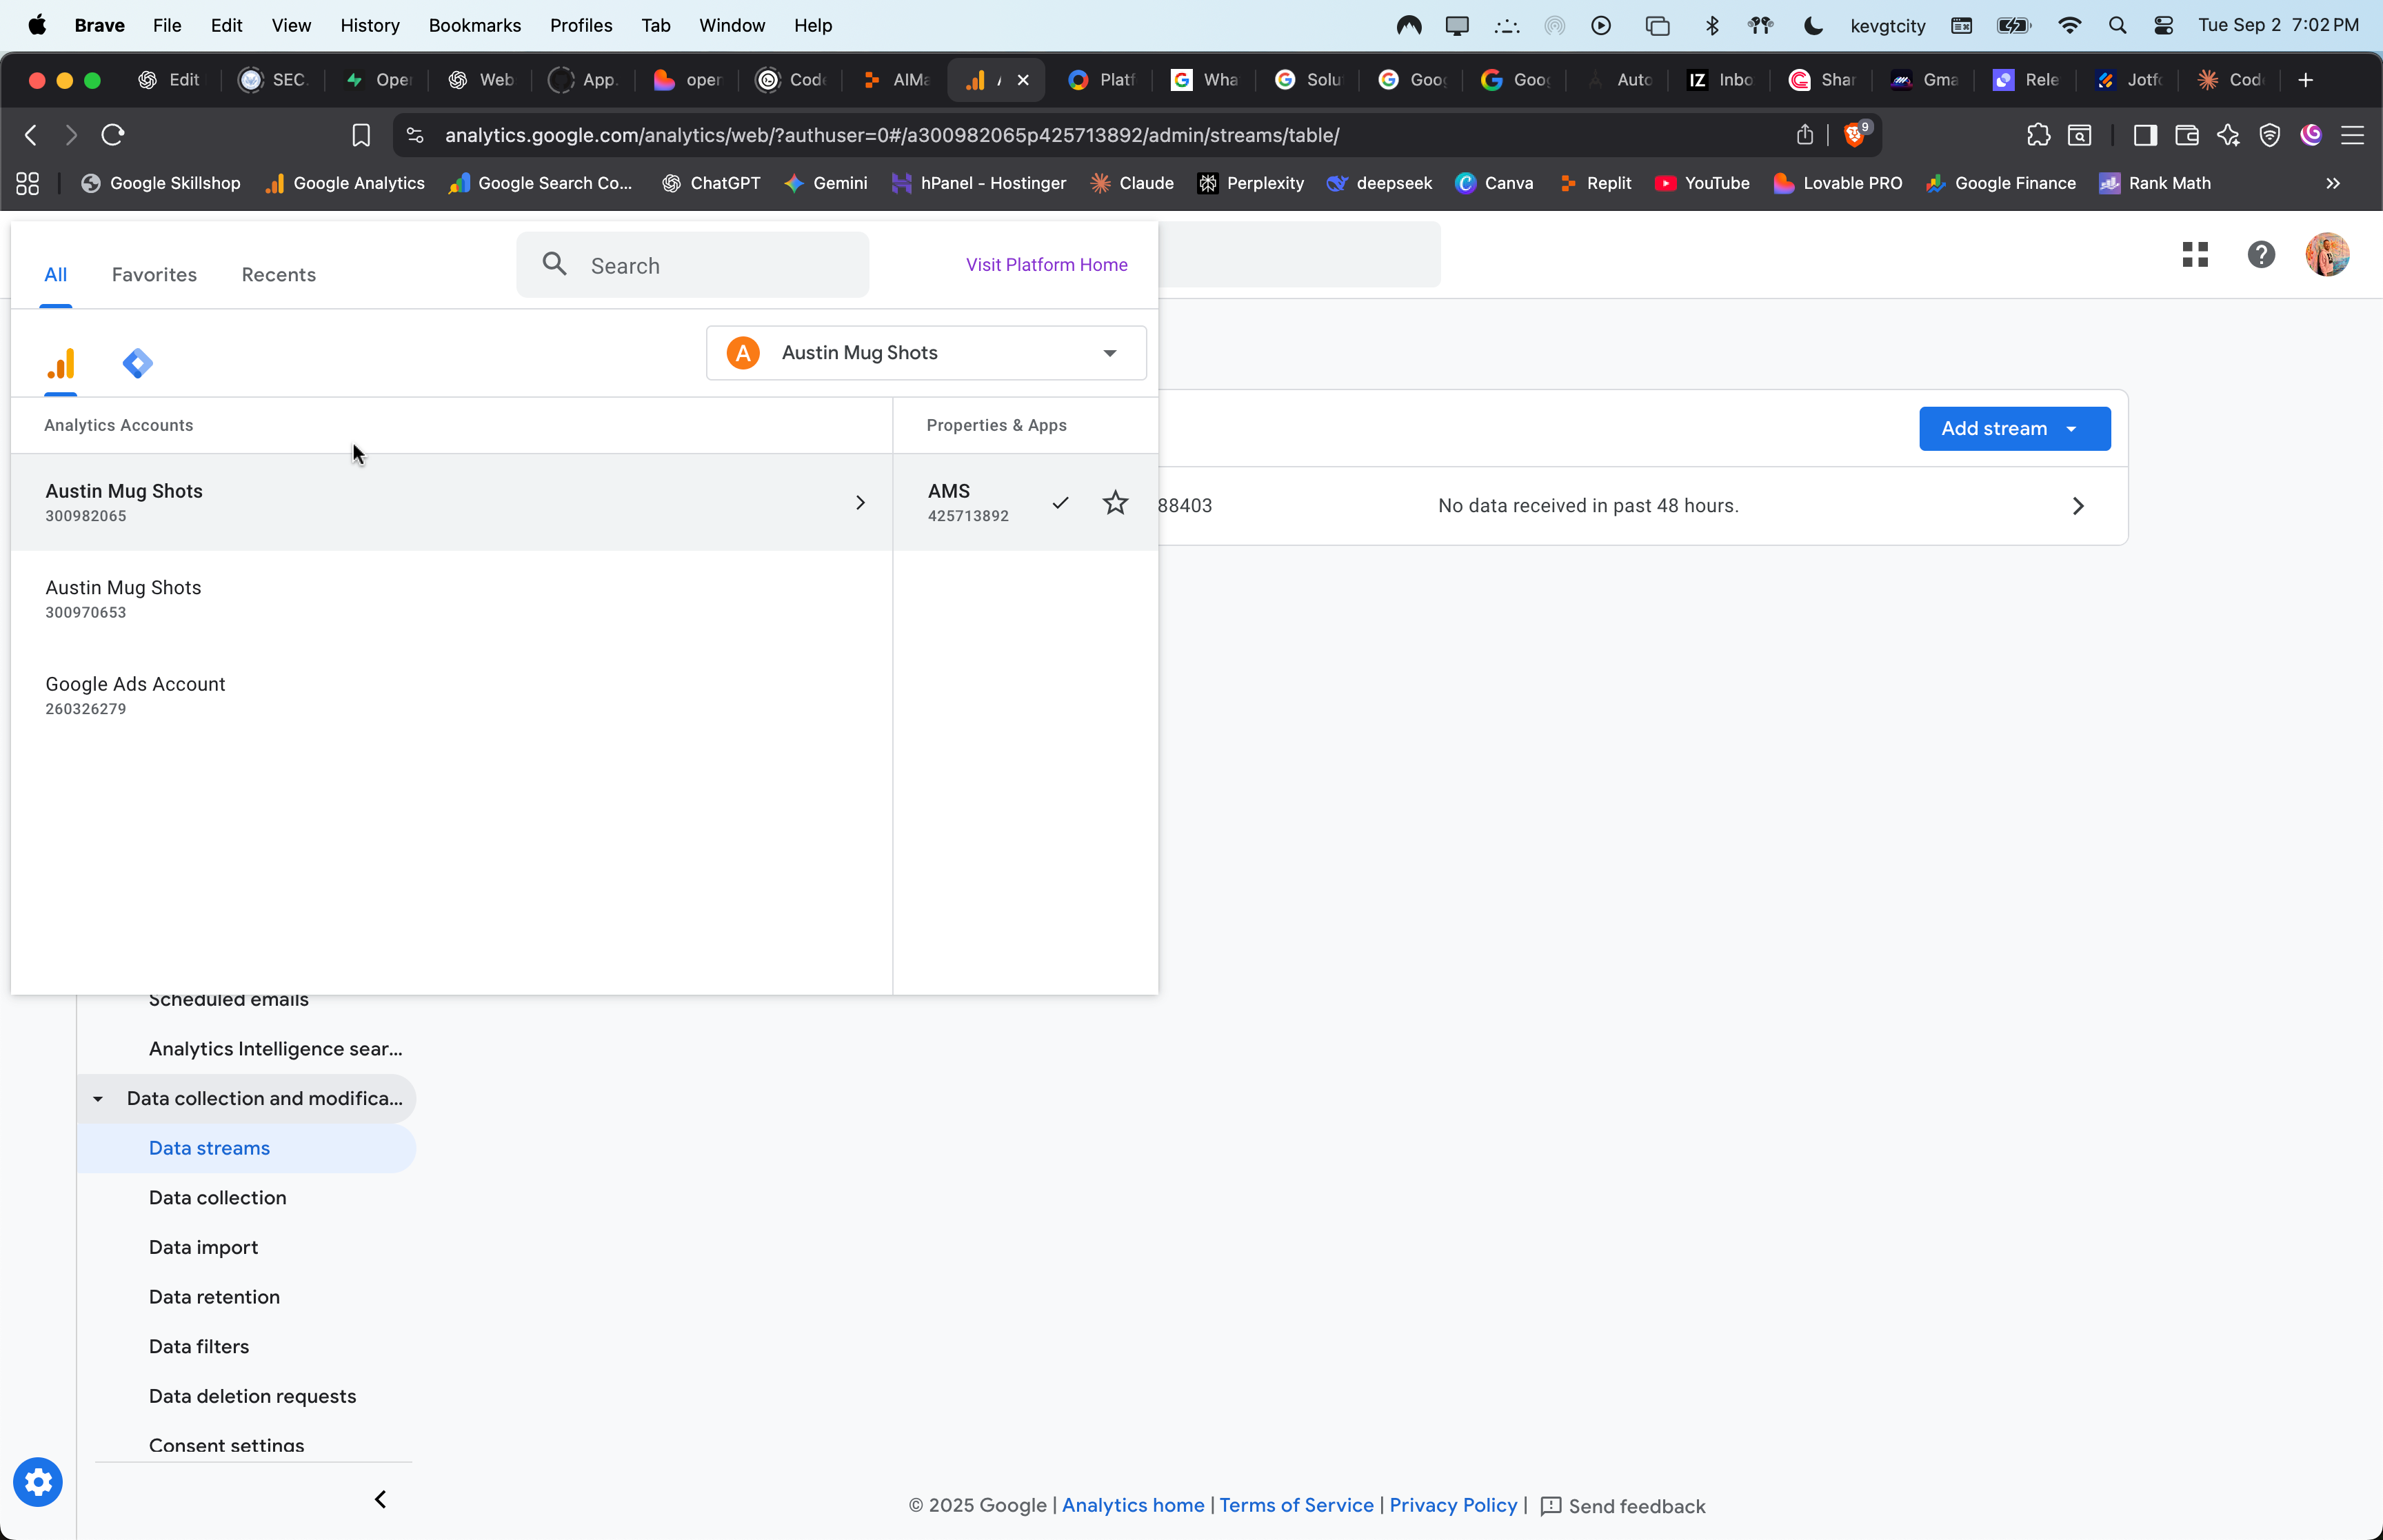 Brave File Edit View History Bookmarks Profiles Tab Window Help kevgtcity Tue Sep 2 7:02 PM
Edit SEC. Oper Web App. oper Code AIMa Platf Wha Solu Goog Goog Auto IZ Inbo Shar Gma Rele Jotfo Code
analytics.google.com/analytics/web/?authuser=0#/a300982065p425713892/admin/streams/table/ 9
Google Skillshop Google Analytics Google Search Co... ChatGPT Gemini hPanel - Hostinger Claude Perplexity deepseek Canva Replit YouTube Lovable PRO Google Finance Rank Math
All Favorites Recents Search Visit Platform Home
A Austin Mug Shots
Analytics Accounts Properties & Apps Add stream
Austin Mug Shots AMS
300982065 425713892 88403 No data received in past 48 hours.
Austin Mug Shots
300970653
Google Ads Account
260326279
Scheduled emails
Analytics Intelligence sear...
Data collection and modifica...
Data streams
Data collection
Data import
Data retention
Data filters
Data deletion requests
Consent settings
© 2025 Google | Analytics home | Terms of Service | Privacy Policy | Send feedback